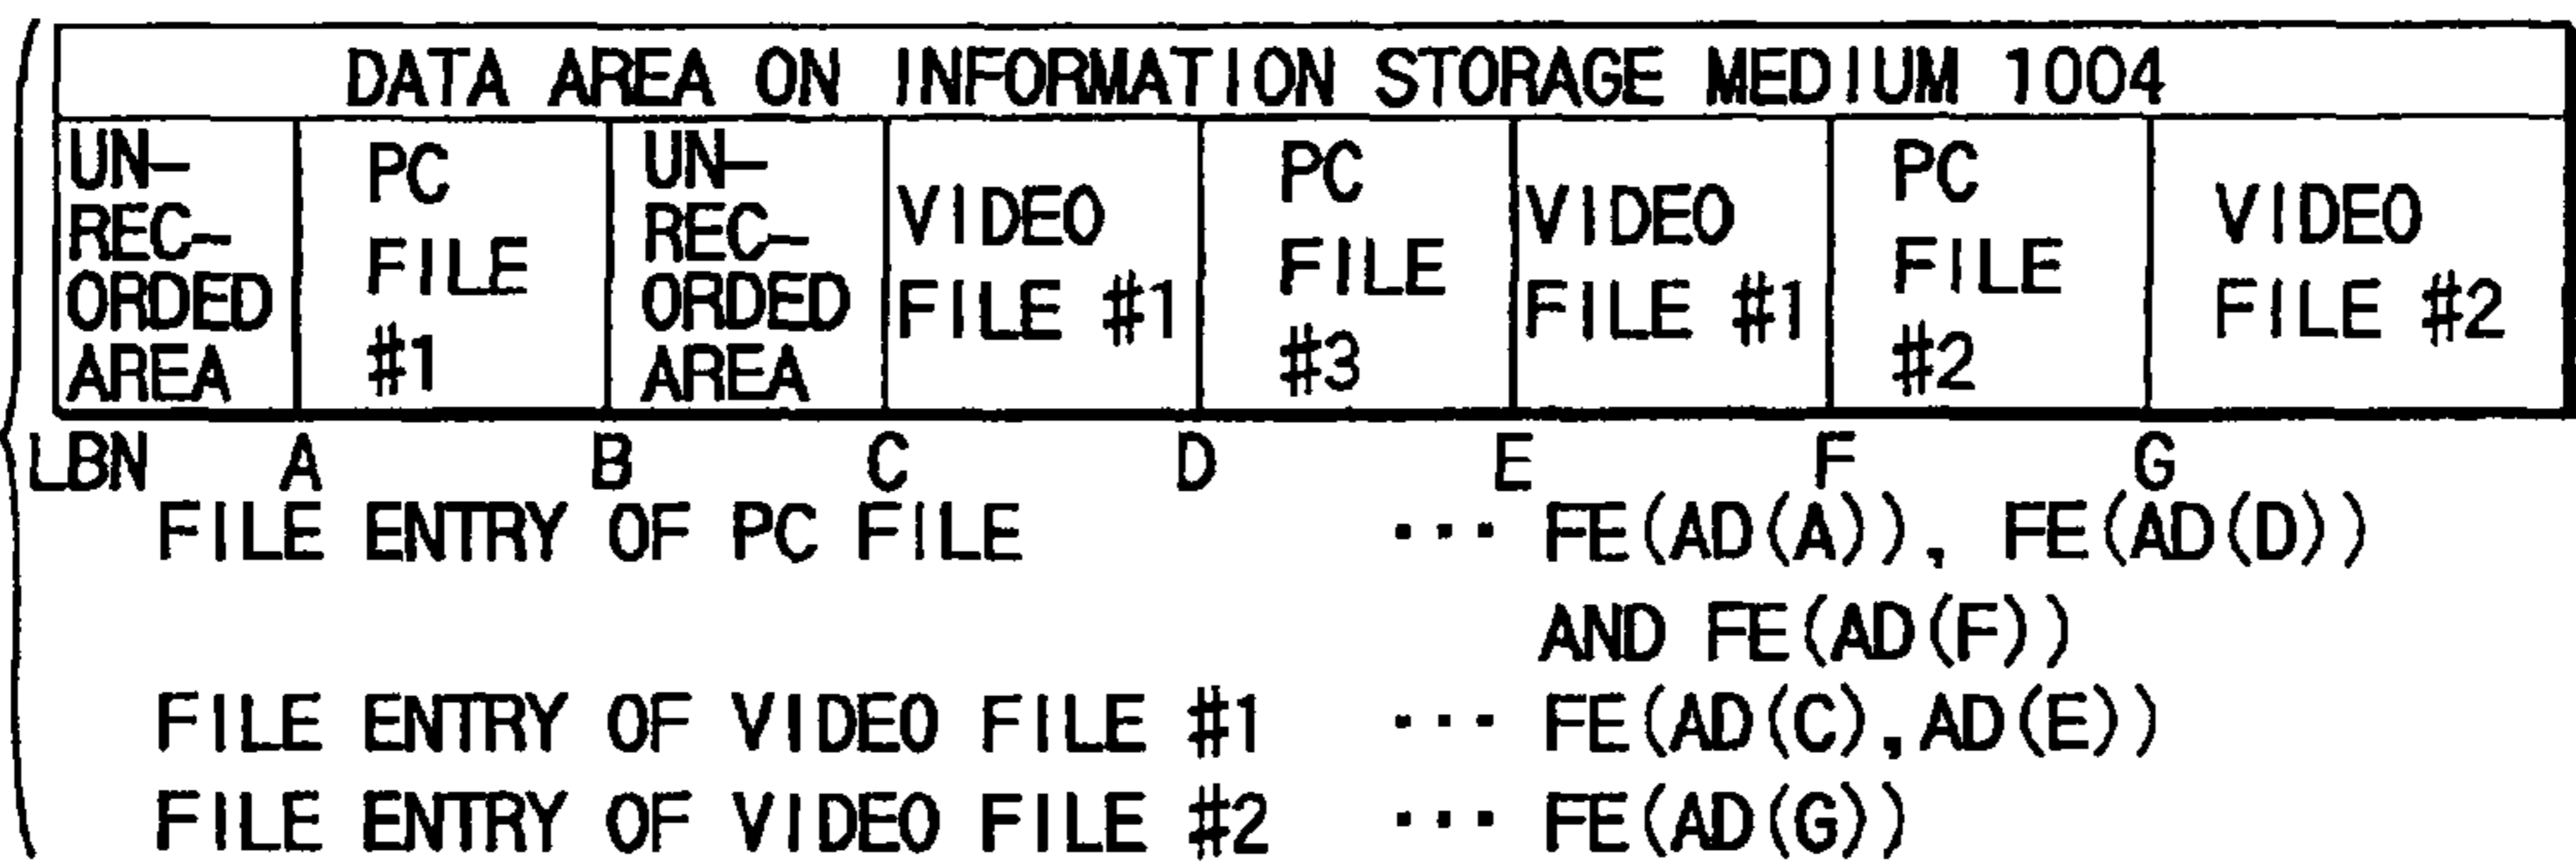 DATA AREA ON INFORMATION STORAGE MEDIUM 1004
UN-
REC-
ORDED
AREA
PC
FILE
#1
UN-
REC-
ORDED
AREA
VIDEO
FILE #1
PC
FILE
#3
VIDEO
FILE #1
PC
FILE
#2
VIDEO
FILE #2
LBN A B C D E F G
FILE ENTRY OF PC FILE ··· FE(AD(A)), FE(AD(D))
AND FE(AD(F))
FILE ENTRY OF VIDEO FILE #1 ··· FE(AD(C),AD(E))
FILE ENTRY OF VIDEO FILE #2 ··· FE(AD(G))